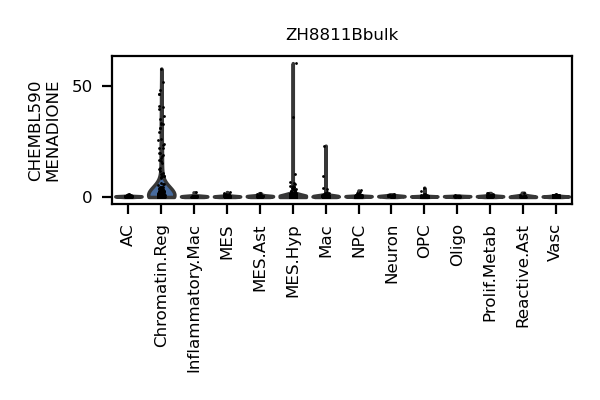 ZH8811Bbulk
CHEMBL590
MENADIONE
50
0
AC
Chromatin.Reg
Inflammatory.Mac
MES
MES.Ast
MES.Hyp
Mac
NPC
Neuron
OPC
Oligo
Prolif.Metab
Reactive.Ast
Vasc